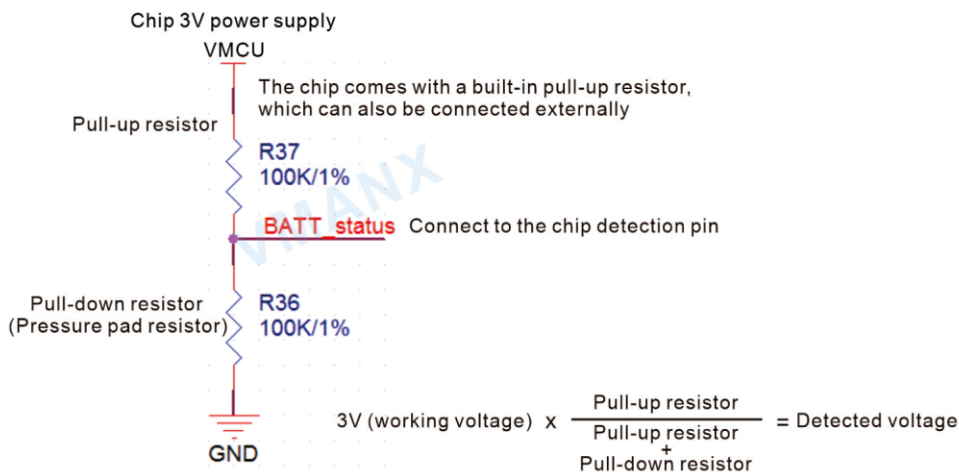 Chip 3V power supply
VMCU
The chip comes with a built-in pull-up resistor,
which can also be connected externally
Pull-up resistor
R37
100K/1%
VMANX
BATT_status Connect to the chip detection pin
Pull-down resistor
(Pressure pad resistor)
R36
100K/1%
GND
3V (working voltage) x
Pull-up resistor
Pull-up resistor
+
Pull-down resistor
= Detected voltage